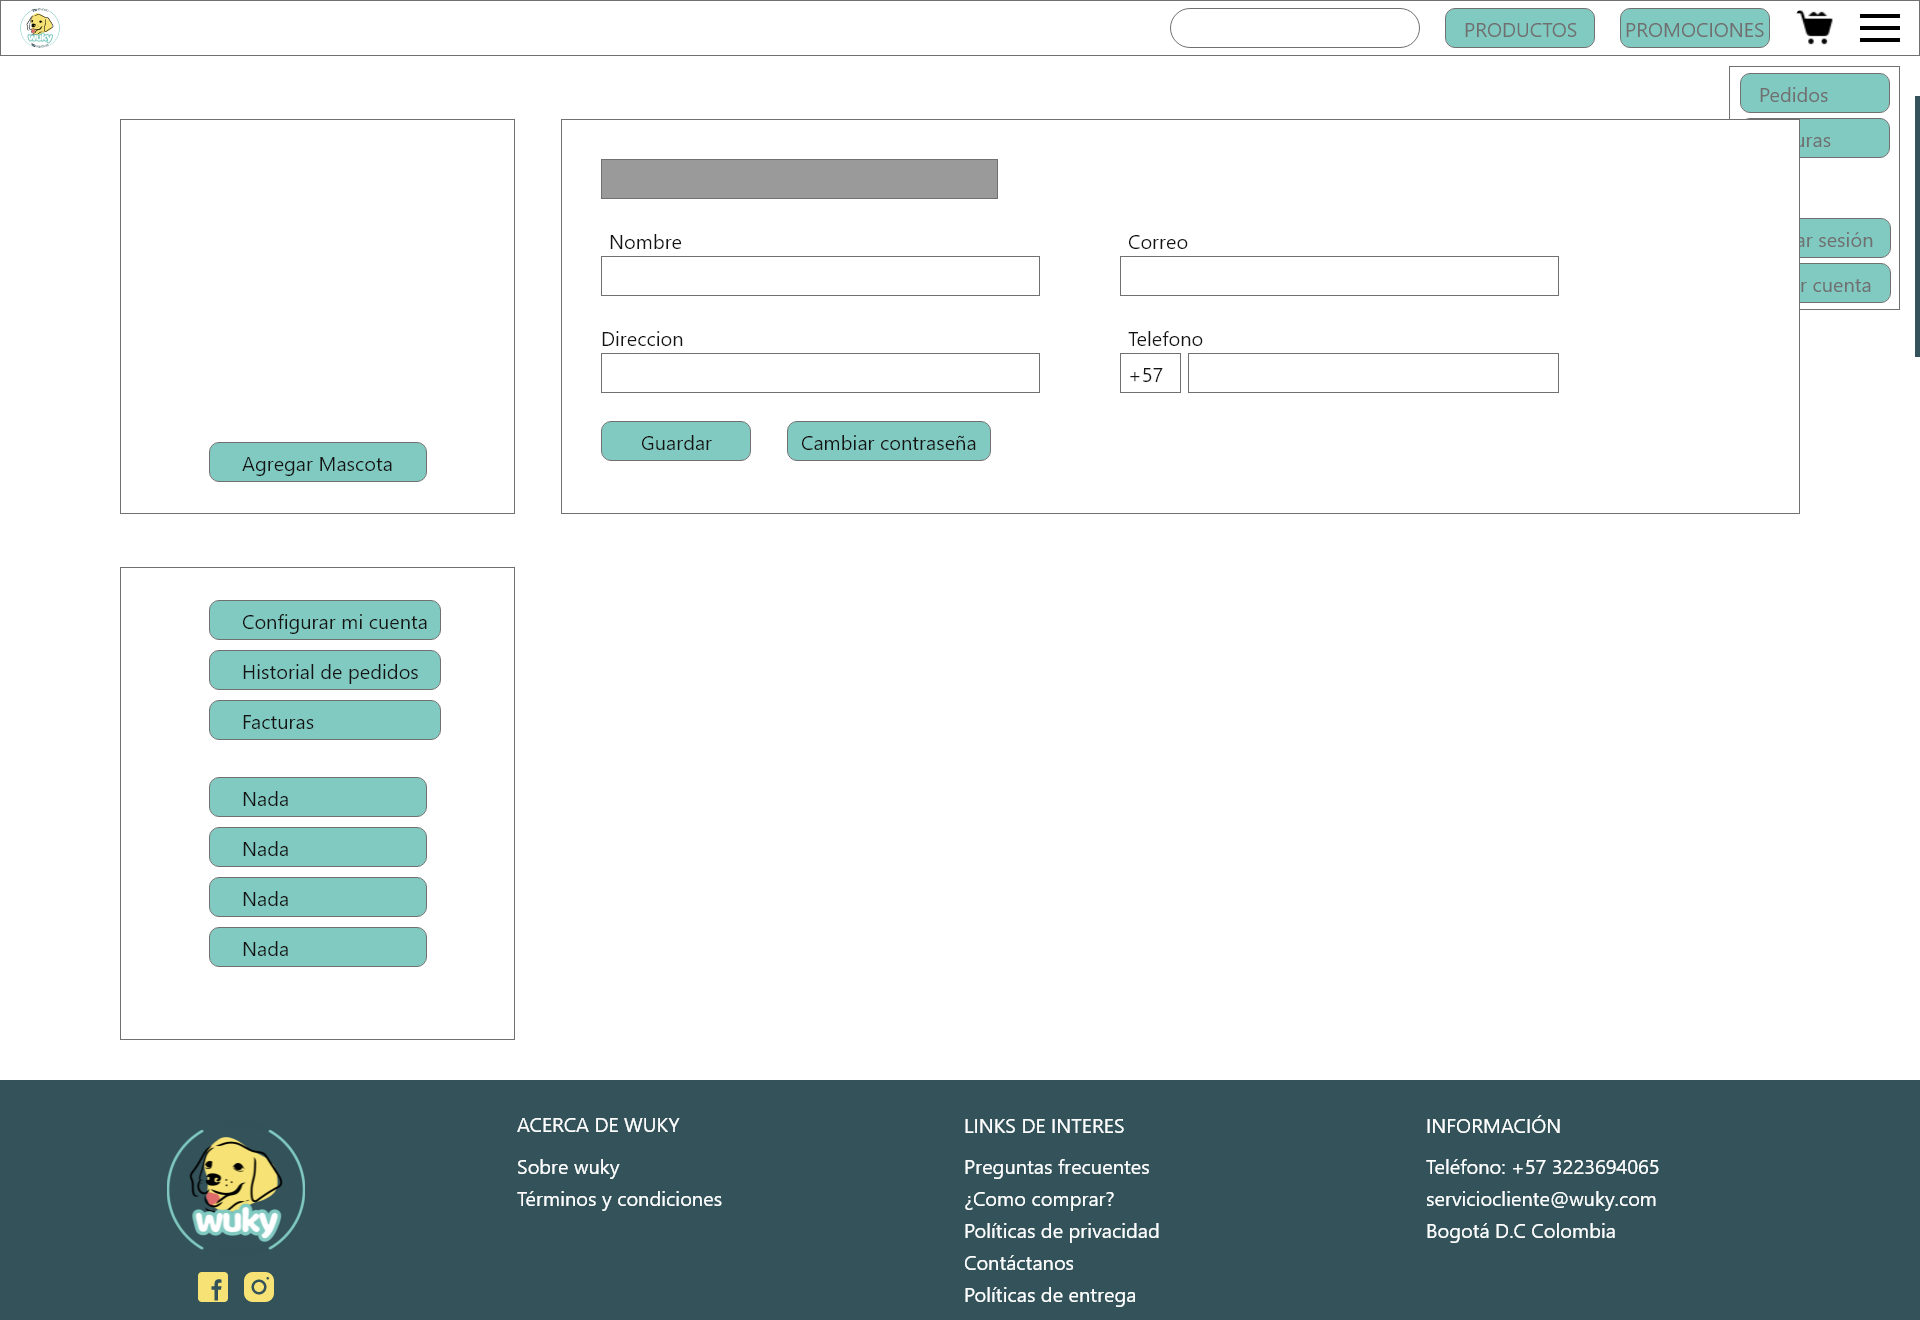 wuky
PRODUCTOS
PROMOCIONES
Pedidos
uras
ar sesión
r cuenta
Agregar Mascota
Nombre
Correo
Direccion
Telefono
+57
Guardar
Cambiar contraseña
Configurar mi cuenta
Historial de pedidos
Facturas
Nada
Nada
Nada
Nada
wuky
ACERCA DE WUKY
Sobre wuky
Términos y condiciones
LINKS DE INTERES
Preguntas frecuentes
¿Como comprar?
Políticas de privacidad
Contáctanos
Políticas de entrega
INFORMACIÓN
Teléfono: +57 3223694065
serviciocliente@wuky.com
Bogotá D.C Colombia